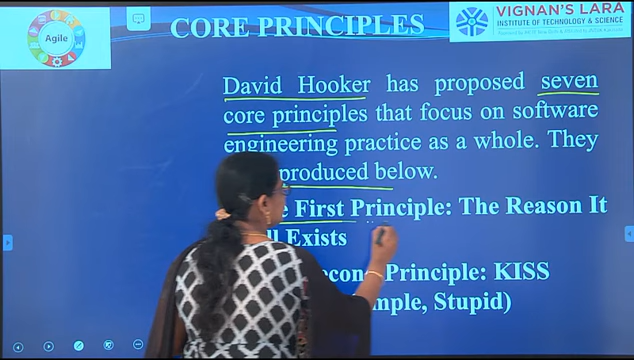 Agile
CORE PRINCIPLES
VIGNAN'S LARA
INSTITUTE OF TECHNOLOGY & SCIENCE
David Hooker has proposed seven
core principles that focus on software
engineering practice as a whole. They
produced below.
First Principle: The Reason It
Exists
Principle: KISS
Stupid)